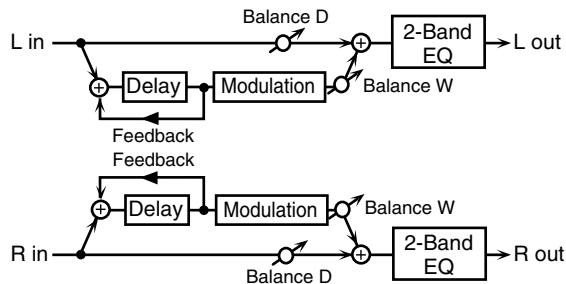 Balance D
L in
2-Band
EQ
L out
Delay
Modulation
Balance W
Feedback
Feedback
Delay
Modulation
Balance W
R in
2-Band
EQ
R out
Balance D